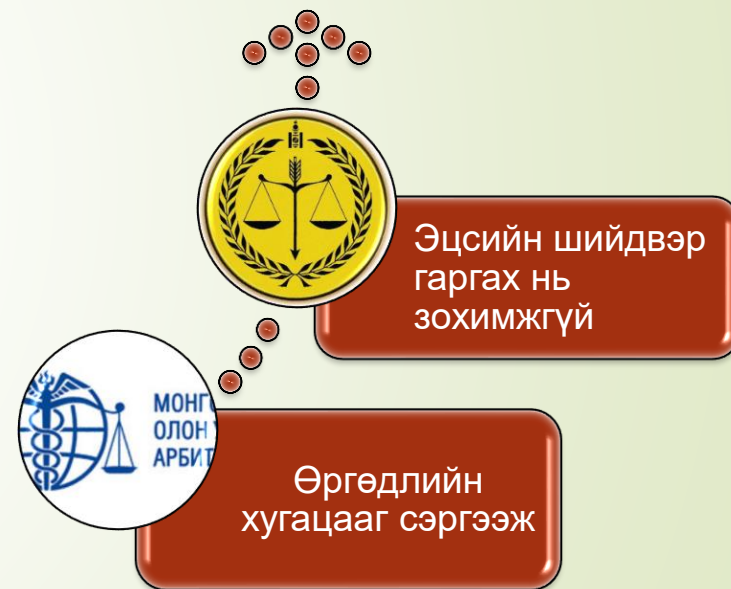 Эцсийн шийдвэр
гаргах нь
зохимжгүй
МОНГ
ОЛОН
АРБИТ
Өргөдлийн
хугацааг сэргээж